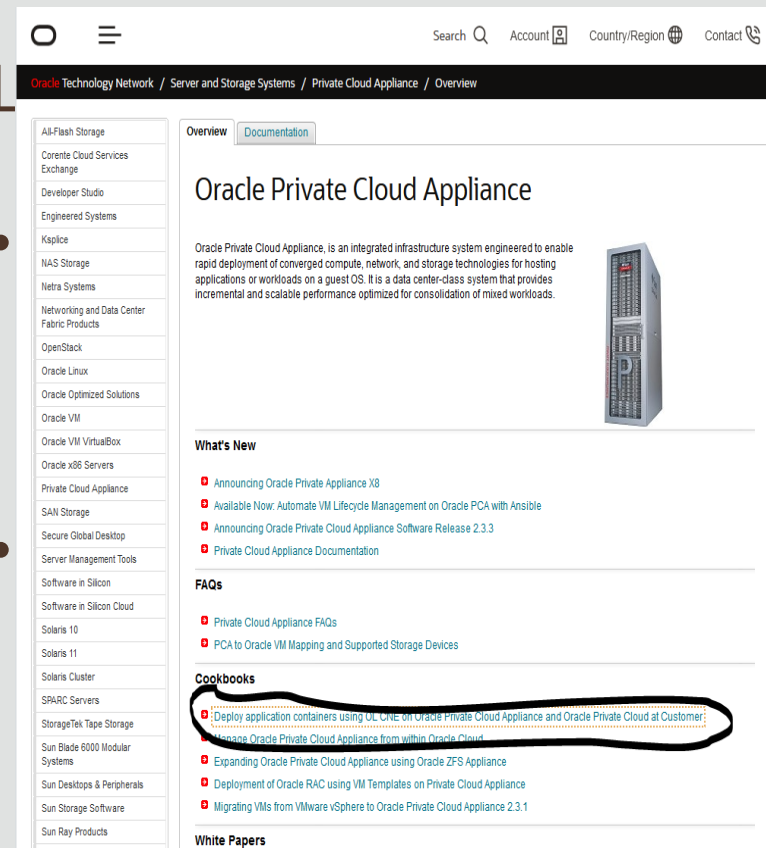 Search
Account
Country/Region
Contact
Oracle Technology Network / Server and Storage Systems / Private Cloud Appliance / Overview
All-Flash Storage
Corente Cloud Services
Exchange
Developer Studio
Engineered Systems
Ksplice
NAS Storage
Netra Systems
Networking and Data Center
Fabric Products
OpenStack
Oracle Linux
Oracle Optimized Solutions
Oracle VM
Oracle VM VirtualBox
Oracle x86 Servers
Private Cloud Appliance
SAN Storage
Secure Global Desktop
Server Management Tools
Software in Silicon
Software in Silicon Cloud
Solaris 10
Solaris 11
Solaris Cluster
SPARC Servers
StorageTek Tape Storage
Sun Blade 6000 Modular
Systems
Sun Desktops & Peripherals
Sun Storage Software
Sun Ray Products
Overview
Documentation
Oracle Private Cloud Appliance
Oracle Private Cloud Appliance, is an integrated infrastructure system engineered to enable
rapid deployment of converged compute, network, and storage technologies for hosting
applications or workloads on a guest OS. It is a data center-class system that provides
incremental and scalable performance optimized for consolidation of mixed workloads.
What's New
Announcing Oracle Private Appliance X8
Available Now: Automate VM Lifecycle Management on Oracle PCA with Ansible
Announcing Oracle Private Cloud Appliance Software Release 2.3.3
Private Cloud Appliance Documentation
FAQs
Private Cloud Appliance FAQs
PCA to Oracle VM Mapping and Supported Storage Devices
Cookbooks
Deploy application containers using OL CNE on Oracle Private Cloud Appliance and Oracle Private Cloud at Customer
Manage Oracle Private Cloud Appliance from within Oracle Cloud
Expanding Oracle Private Cloud Appliance using Oracle ZFS Appliance
Deployment of Oracle RAC using VM Templates on Private Cloud Appliance
Migrating VMs from VMware vSphere to Oracle Private Cloud Appliance 2.3.1
White Papers